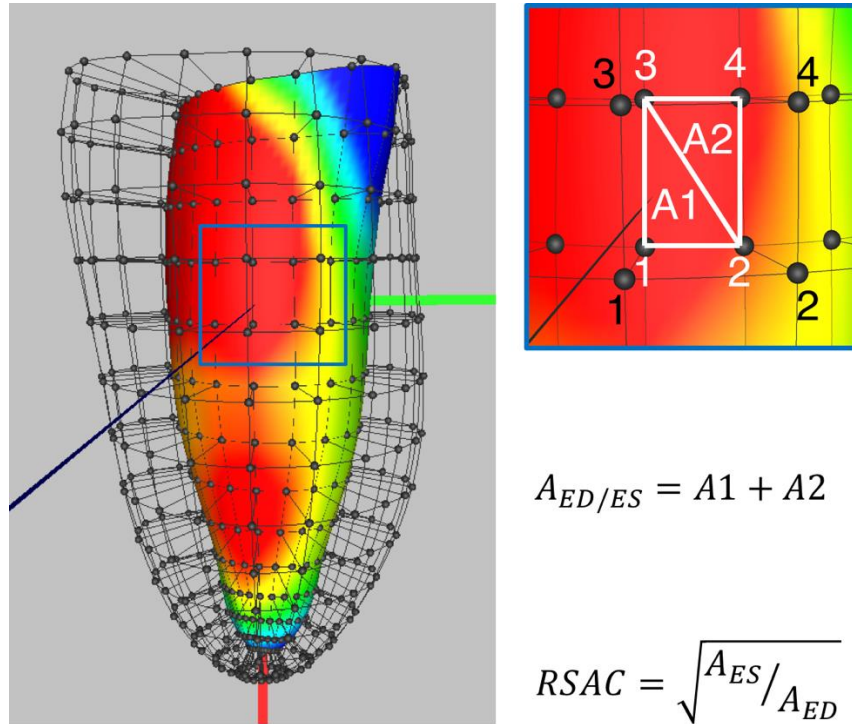 3 3 4 4
A2
A1
1 2
1 2
A_{ED/ES} = A1 + A2
RSAC = \sqrt{A_{ES}/A_{ED}}